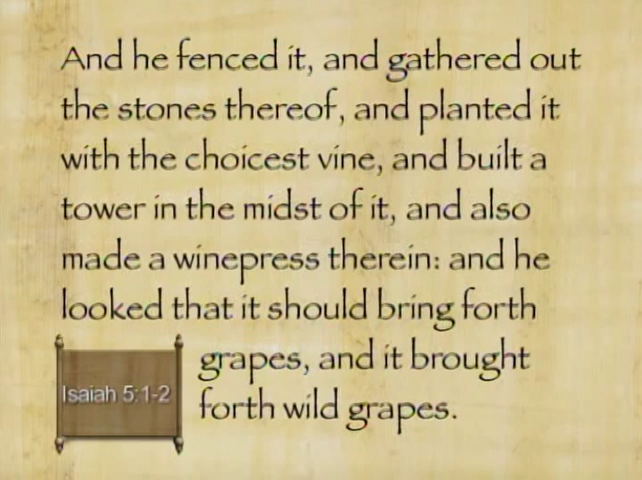 And he fenced it, and gathered out
the stones thereof, and planted it
with the choicest vine, and built a
tower in the midst of it, and also
made a winepress therein: and he
looked that it should bring forth
grapes, and it brought
forth wild grapes.
Isaiah 5:1-2